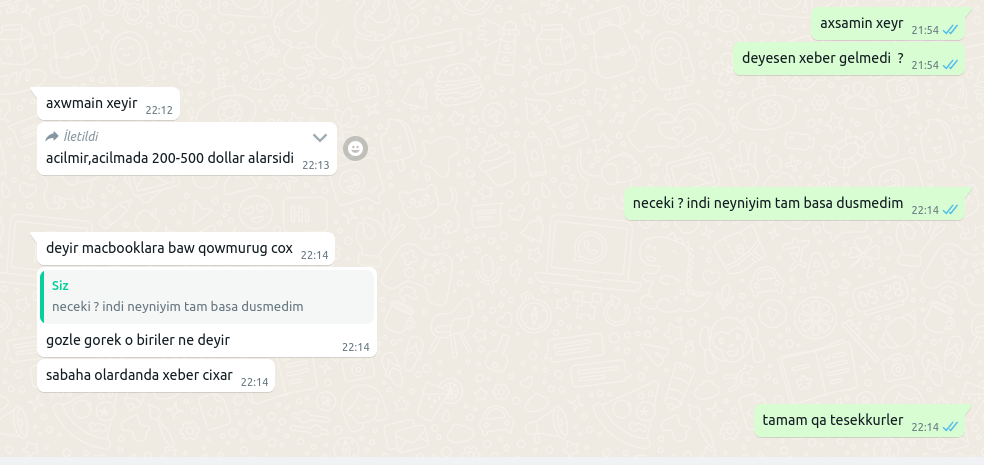 axsamin xeyr 21:54
deyesen xeber gelmedi ? 21:54
axwmain xeyir 22:12
İletildi
acilmir,acilmada 200-500 dollar alarsidi 22:13
neceki ? indi neyniyim tam basa dusmedim 22:14
deyir macbooklara baw qowmurug cox 22:14
Siz
neceki ? indi neyniyim tam basa dusmedim
gozle gorek o biriler ne deyir 22:14
sabaha olardanda xeber cixar 22:14
tamam qa tesekkurler 22:14